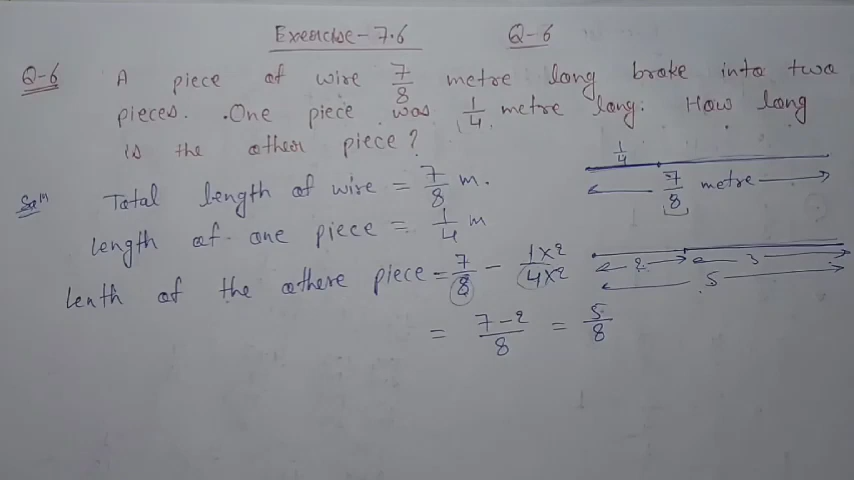 Exercise-7.6 Q-6
Q-6 A piece of wire 7/8 metre long broke into two
pieces. One piece was 1/4 metre long. How long
is the other piece?
1/4
Solⁿ Total length of wire = 7/8 m.
7/8 metre
length of one piece = 1/4 m
Lenth of the othere piece = 7/8 - 1x2/4x2
2 3
5
= 7-2/8 = 5/8